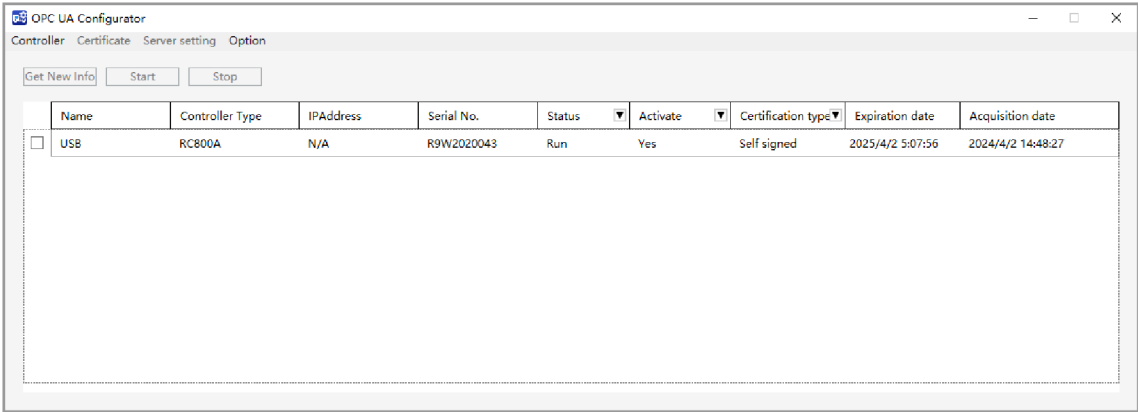 OPC UA Configurator
Controller Certificate Server setting Option
Get New Info Start Stop
Name Controller Type IPAddress Serial No. Status Activate Certification type Expiration date Acquisition date
USB RC800A N/A R9W2020043 Run Yes Self signed 2025/4/2 5:07:56 2024/4/2 14:48:27